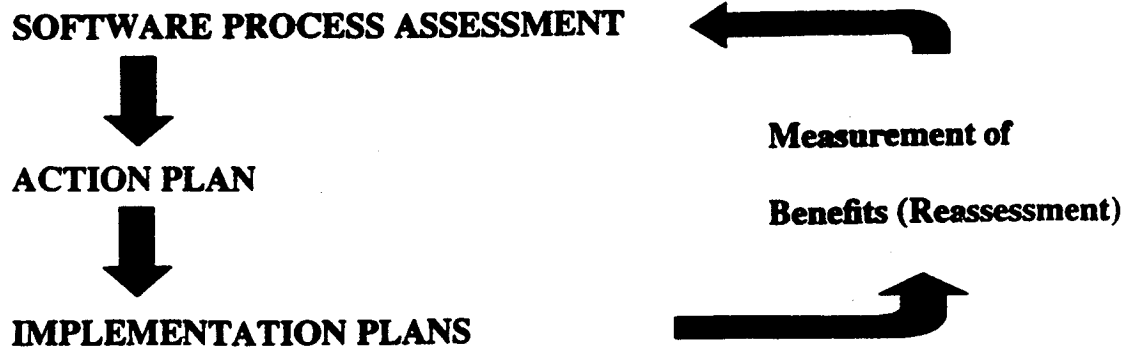 SOFTWARE PROCESS ASSESSMENT
ACTION PLAN
IMPLEMENTATION PLANS
Measurement of
Benefits (Reassessment)